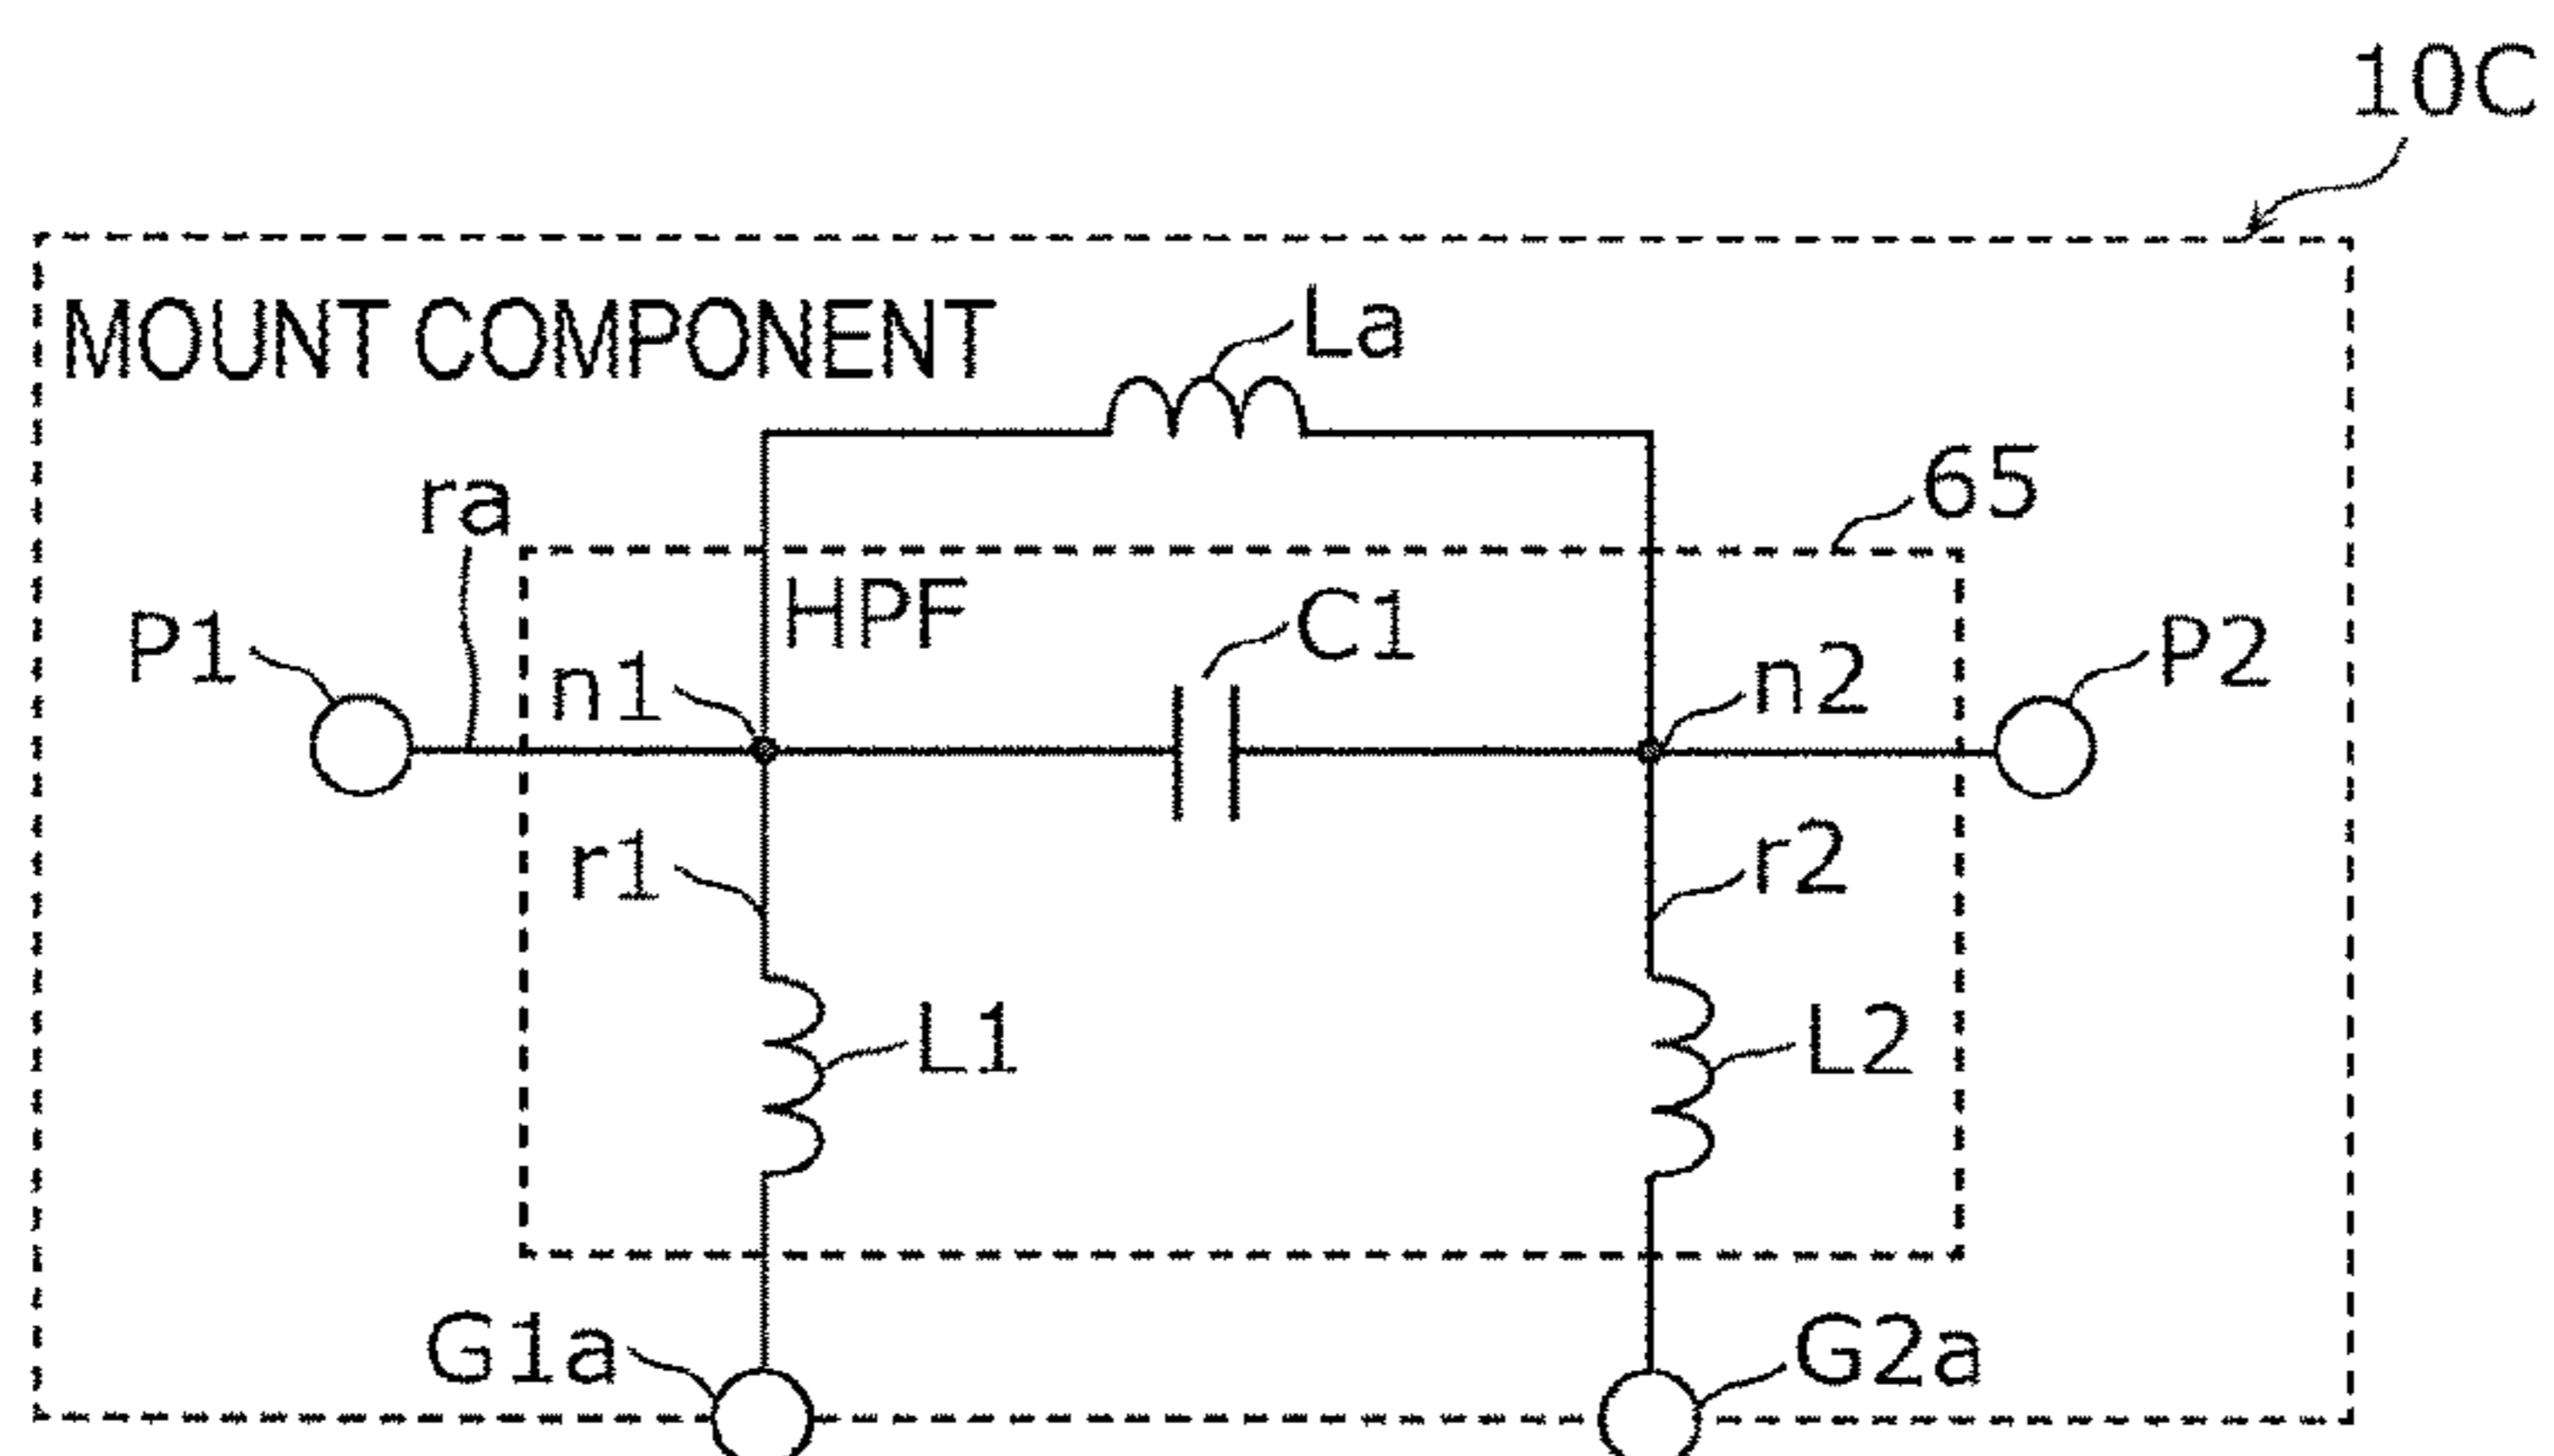 10C
MOUNT COMPONENT
La
ra
65
HPF
C1
P1
n1
n2
P2
r1
r2
L1
L2
G1a
G2a